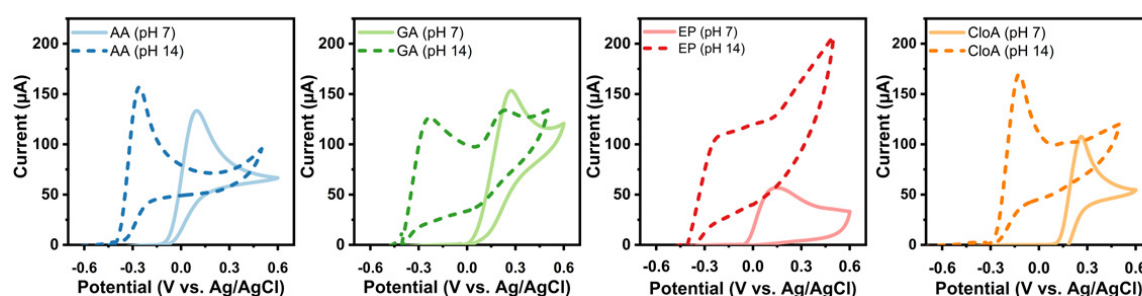 AA (pH 7)
AA (pH 14)
Current (µA)
200
150
100
50
0
-0.6 -0.3 0.0 0.3 0.6
Potential (V vs. Ag/AgCl)
GA (pH 7)
GA (pH 14)
Current (µA)
200
150
100
50
0
-0.6 -0.3 0.0 0.3 0.6
Potential (V vs. Ag/AgCl)
EP (pH 7)
EP (pH 14)
Current (µA)
200
150
100
50
0
-0.6 -0.3 0.0 0.3 0.6
Potential (V vs. Ag/AgCl)
CloA (pH 7)
CloA (pH 14)
Current (µA)
200
150
100
50
0
-0.6 -0.3 0.0 0.3 0.6
Potential (V vs. Ag/AgCl)